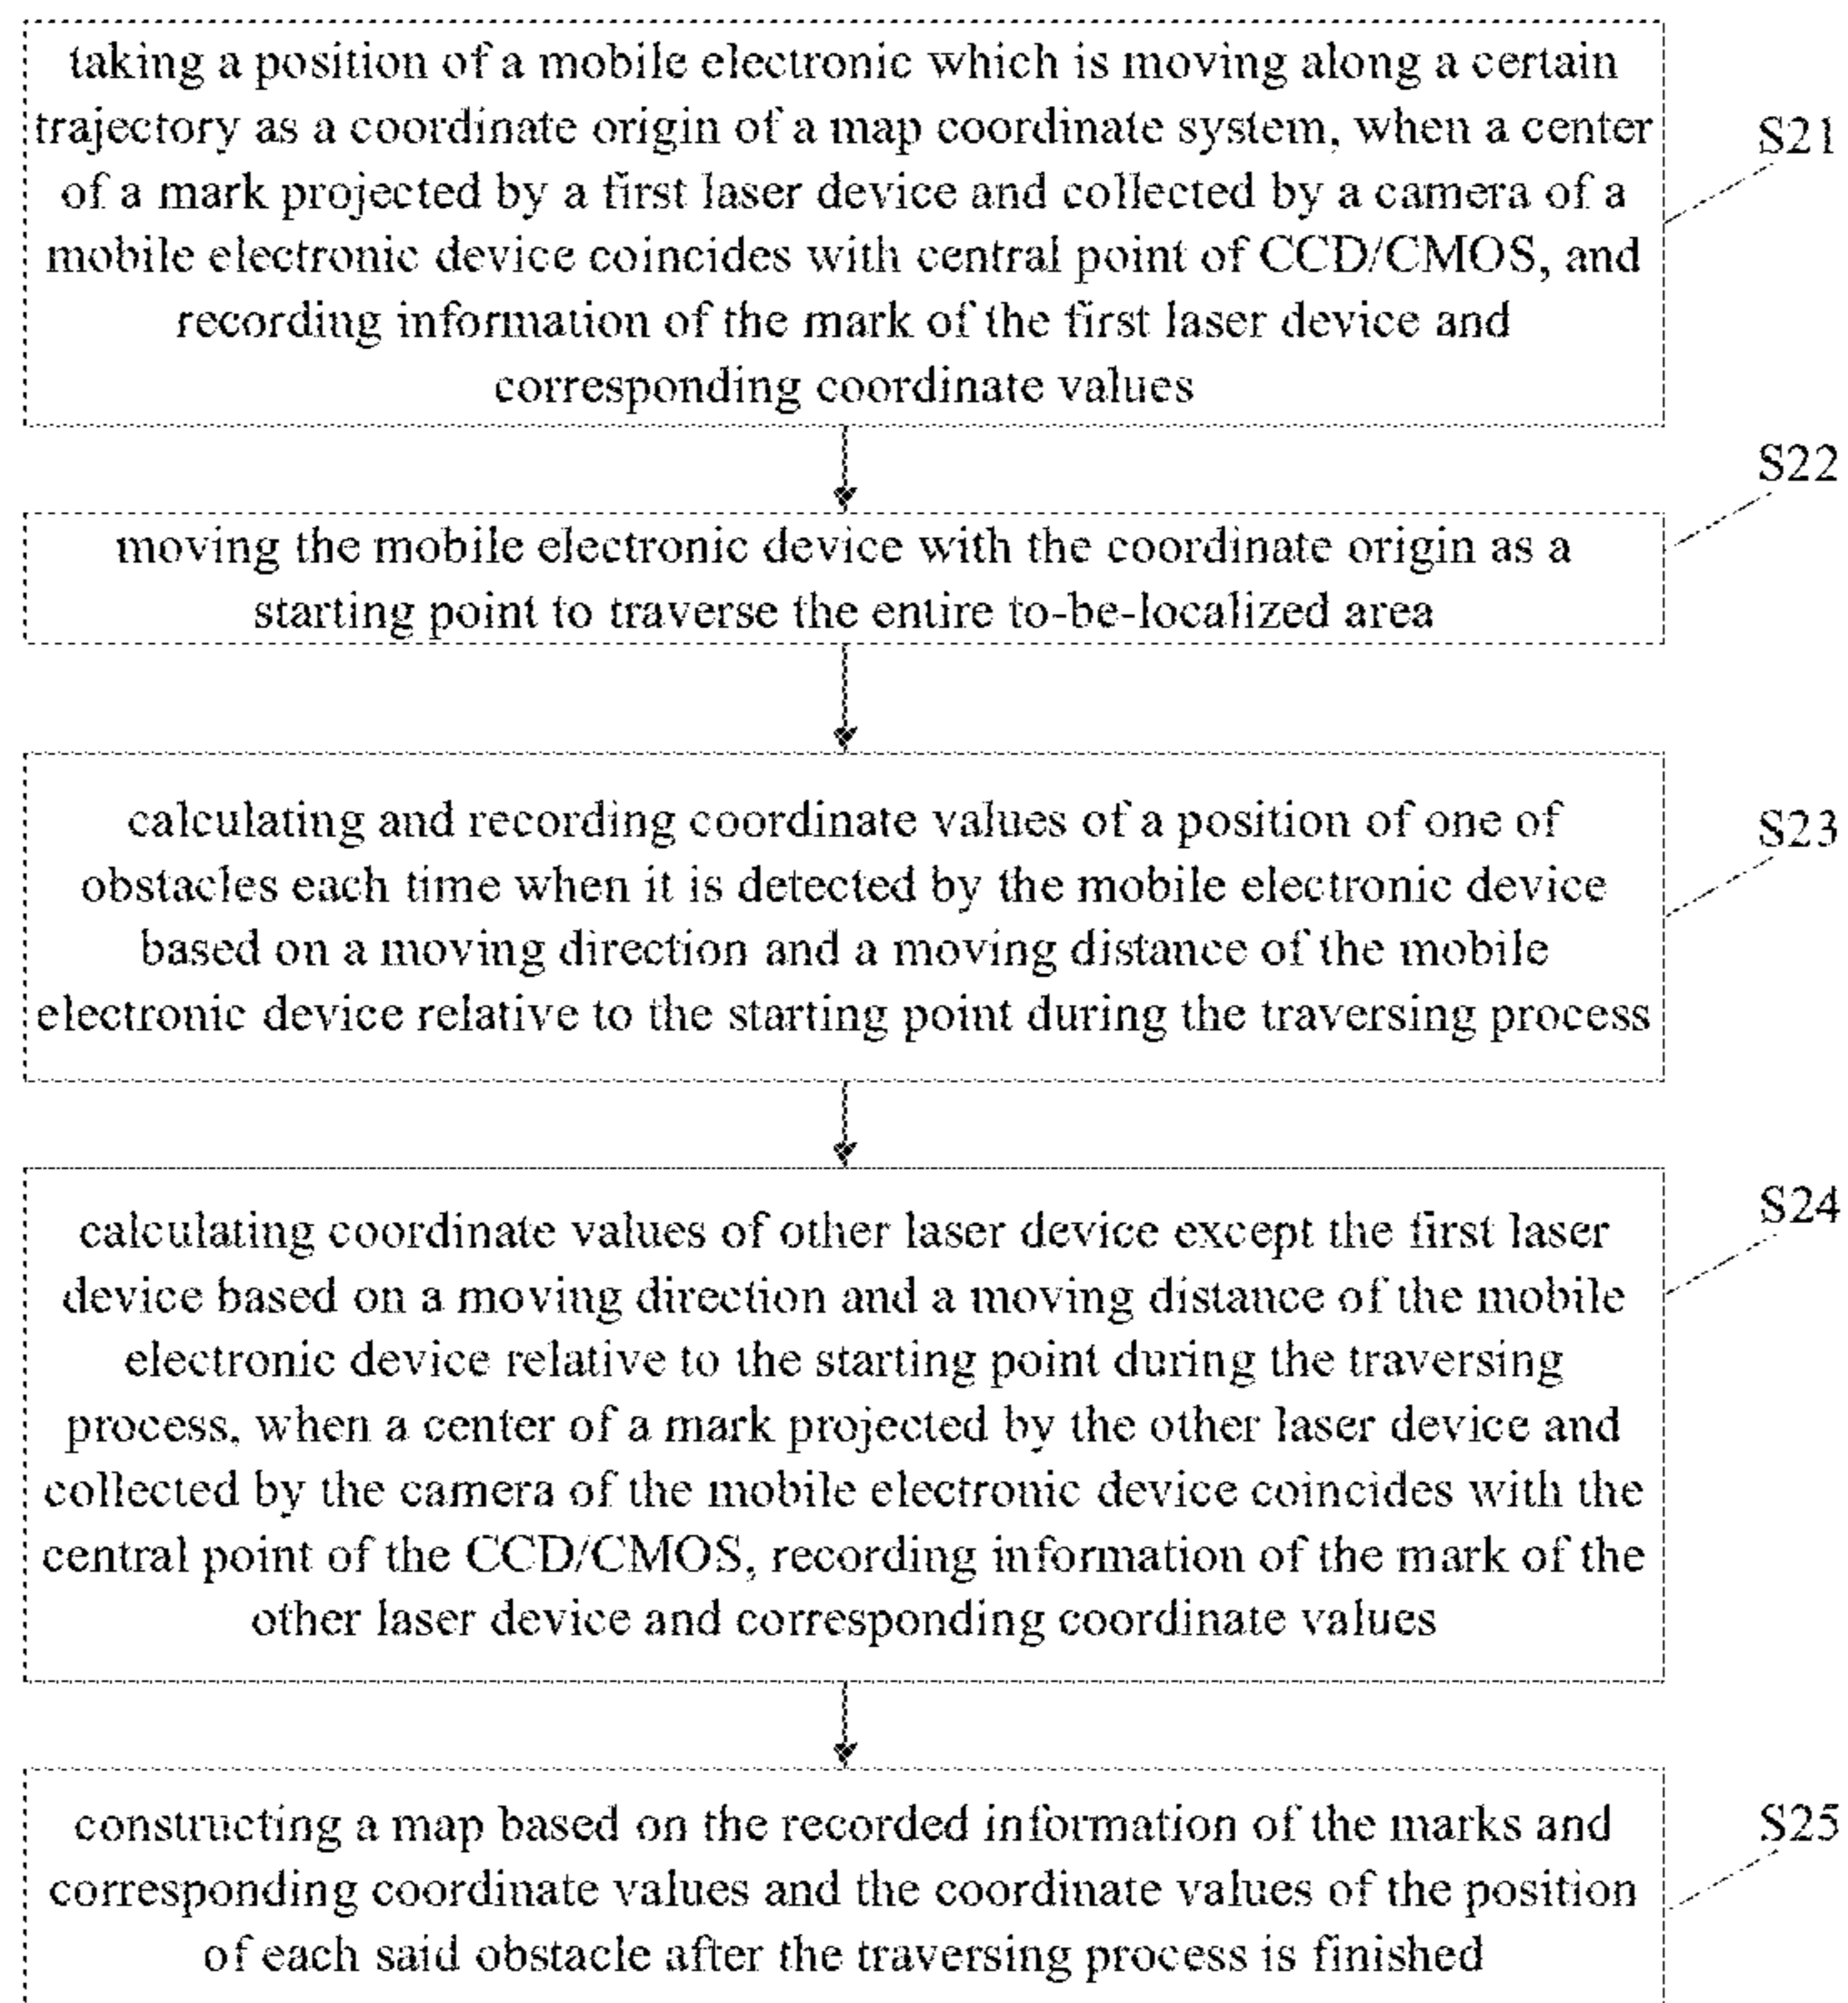 taking a position of a mobile electronic which is moving along a certain
trajectory as a coordinate origin of a map coordinate system, when a center
of a mark projected by a first laser device and collected by a camera of a
mobile electronic device coincides with central point of CCD/CMOS, and
recording information of the mark of the first laser device and
corresponding coordinate values
S21
S22
moving the mobile electronic device with the coordinate origin as a
starting point to traverse the entire to-be-localized area
S23
calculating and recording coordinate values of a position of one of
obstacles each time when it is detected by the mobile electronic device
based on a moving direction and a moving distance of the mobile
electronic device relative to the starting point during the traversing process
S24
calculating coordinate values of other laser device except the first laser
device based on a moving direction and a moving distance of the mobile
electronic device relative to the starting point during the traversing
process, when a center of a mark projected by the other laser device and
collected by the camera of the mobile electronic device coincides with the
central point of the CCD/CMOS, recording information of the mark of the
other laser device and corresponding coordinate values
S25
constructing a map based on the recorded information of the marks and
corresponding coordinate values and the coordinate values of the position
of each said obstacle after the traversing process is finished